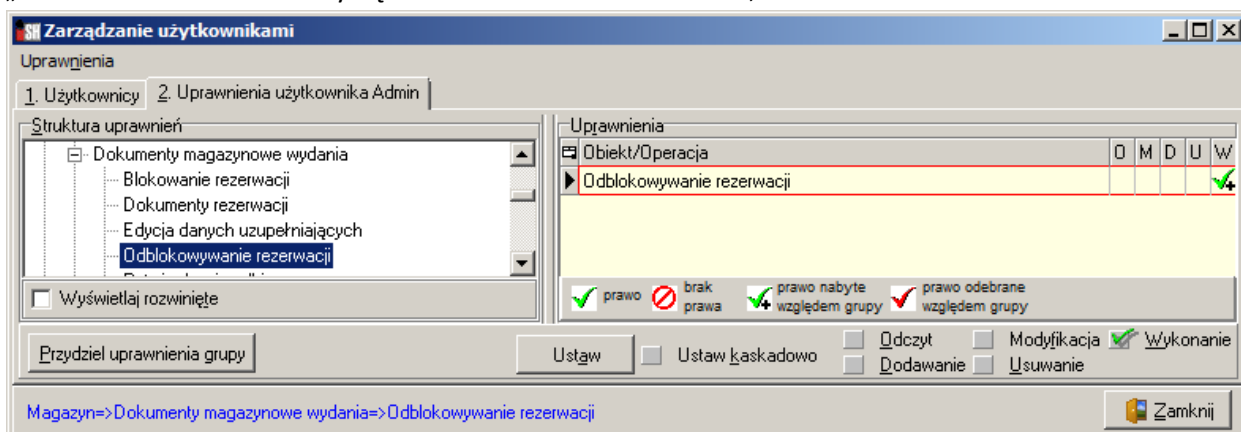 SH Zarządzanie użytkownikami
Uprawnienia
1. Użytkownicy 2. Uprawnienia użytkownika Admin
Struktura uprawnień
Dokumenty magazynowe wydania
Blokowanie rezerwacji
Dokumenty rezerwacji
Edycja danych uzupełniających
Odblokowywanie rezerwacji
Wyświetlaj rozwinięte
Uprawnienia
Obiekt/Operacja O M D U W
Odblokowywanie rezerwacji
prawo brak prawa prawo nabyte względem grupy prawo odebrane względem grupy
Przydziel uprawnienia grupy Ustaw Ustaw kaskadowo Odczyt Modyfikacja Wykonanie
Dodawanie Usuwanie
Magazyn=>Dokumenty magazynowe wydania=>Odblokowywanie rezerwacji Zamknij